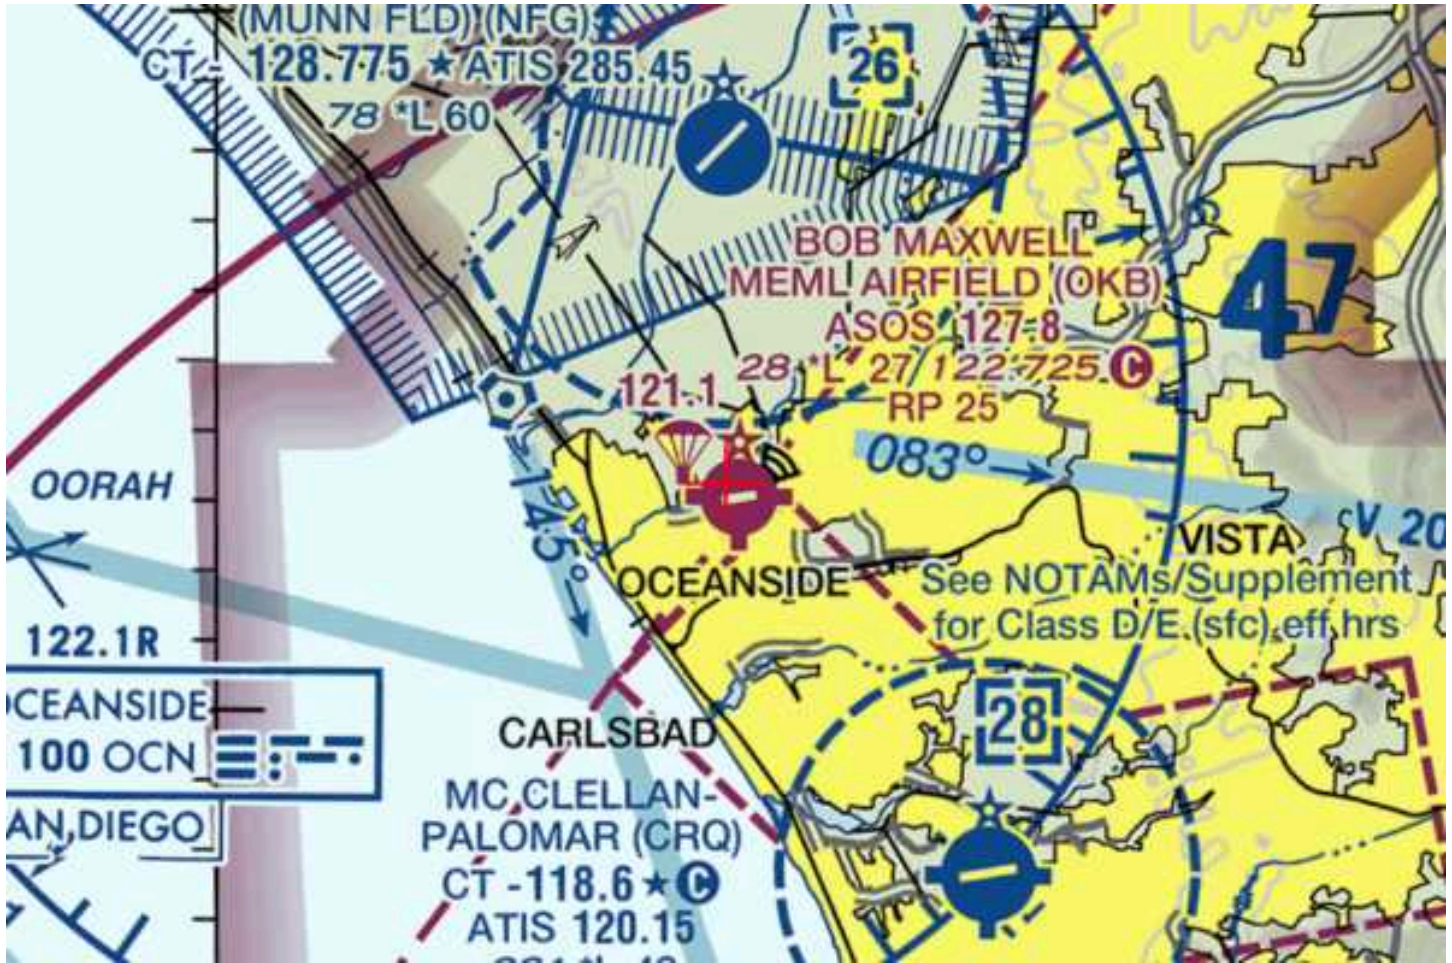 (MUNN FLD) (NFG)
CT - 128.775 ★ ATIS 285.45
78 *L 60
26
BOB MAXWELL
MEML AIRFIELD (OKB)
ASOS 127.8
28 *L 27 122.725 C
RP 25
121.1
47
083°
OORAH
145°
VISTA
V 20
OCEANSIDE
See NOTAMs/Supplement
for Class D/E (sfc) eff hrs
122.1R
OCEANSIDE
100 OCN
28
CARLSBAD
MC CLELLAN-
PALOMAR (CRQ)
CT - 118.6 ★ C
ATIS 120.15
AN DIEGO